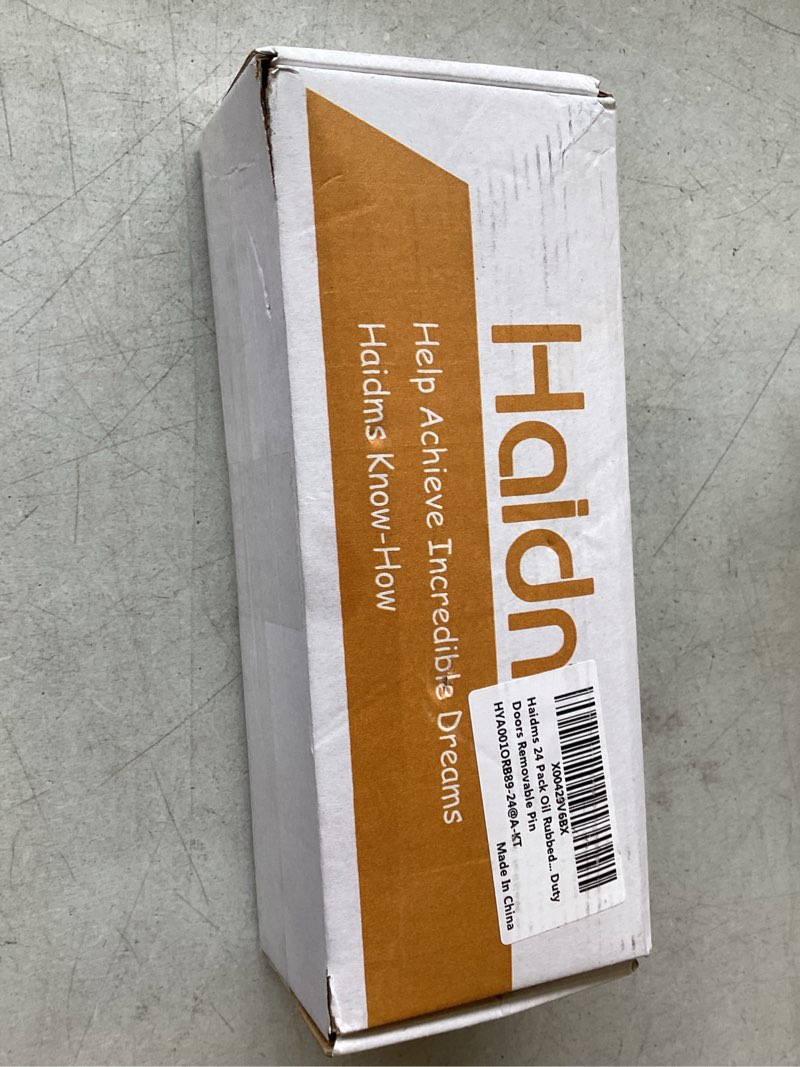 Haidm
Help Achieve Incredible Dreams
Haidms Know-How
X00429V6BX
Haidms 24 Pack Oil Rubbed... Duty
Doors Removable Pin
HYA001ORB89-24@A-KT Made In China